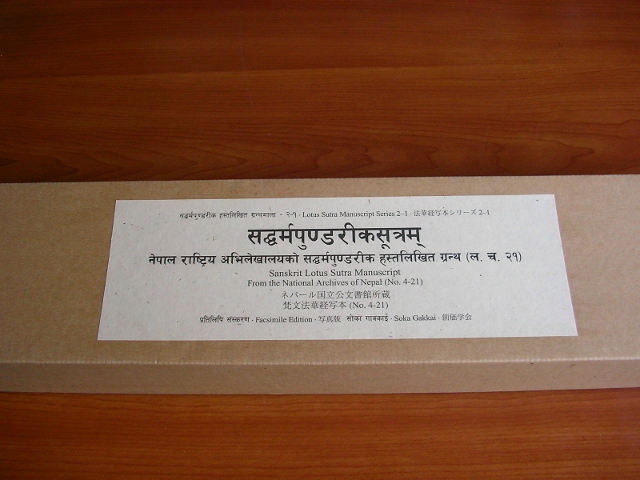 सद्धर्मपुण्डरीक हस्तलिखित ग्रन्थमाला - २-१ · Lotus Sutra Manuscript Series 2-1 · 法華経写本シリーズ 2-1
सद्धर्मपुण्डरीकसूत्रम्
नेपाल राष्ट्रिय अभिलेखालयको सद्धर्मपुण्डरीक हस्तलिखित ग्रन्थ (ल. च. २१)
Sanskrit Lotus Sutra Manuscript
From the National Archives of Nepal (No. 4-21)
ネパール国立公文書館所蔵
梵文法華経写本 (No. 4-21)
प्रतिलिपि संस्करण · Facsimile Edition · 写真版 सोका गाक्काई · Soka Gakkai · 創価学会